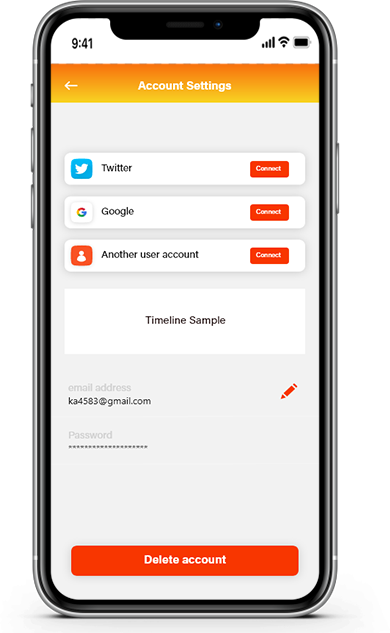 9:41
Account Settings
Twitter
Connect
Google
Connect
Another user account
Connect
Timeline Sample
email address
ka4583@gmail.com
Password
********************
Delete account